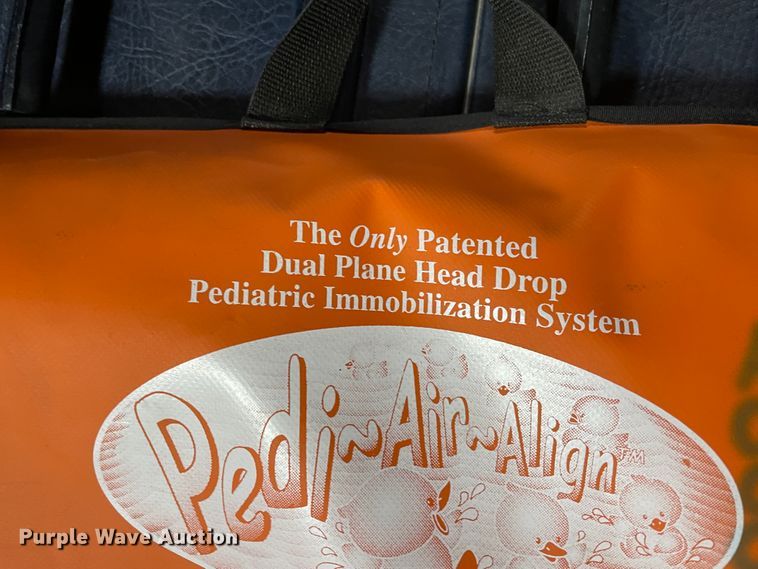 The Only Patented
Dual Plane Head Drop
Pediatric Immobilization System
Pedi~Air~Align™
Purple Wave Auction